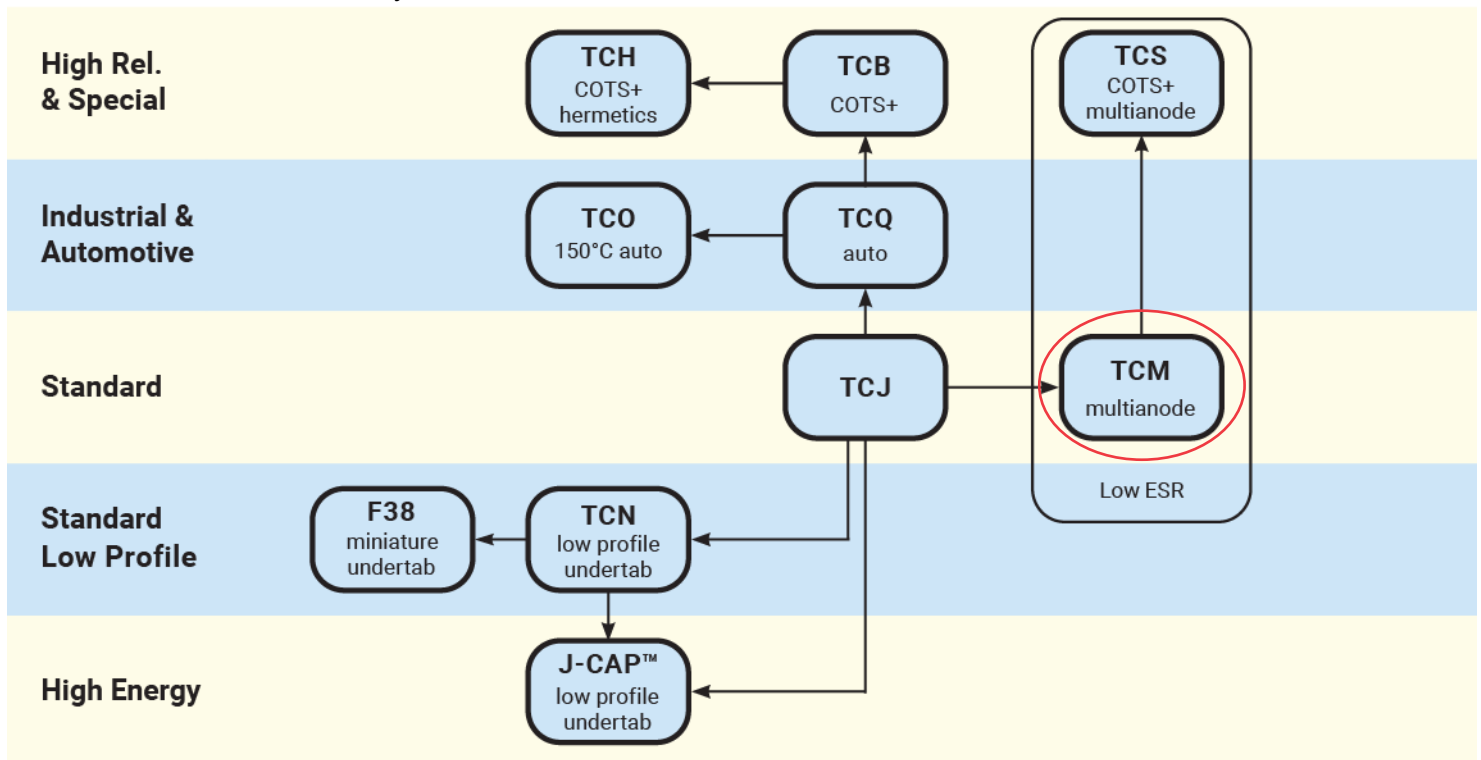 High Rel.
& Special
TCH
COTS+
hermetics
TCB
COTS+
TCS
COTS+
multianode
Industrial &
Automotive
TCO
150°C auto
TCQ
auto
Standard
TCJ
TCM
multianode
Low ESR
Standard
Low Profile
F38
miniature
undertab
TCN
low profile
undertab
High Energy
J-CAP™
low profile
undertab